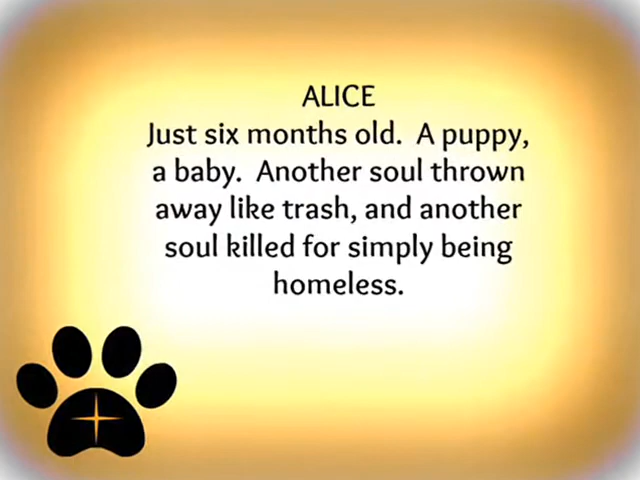 ALICE
Just six months old.  A puppy,
a baby.  Another soul thrown
away like trash, and another
soul killed for simply being
homeless.